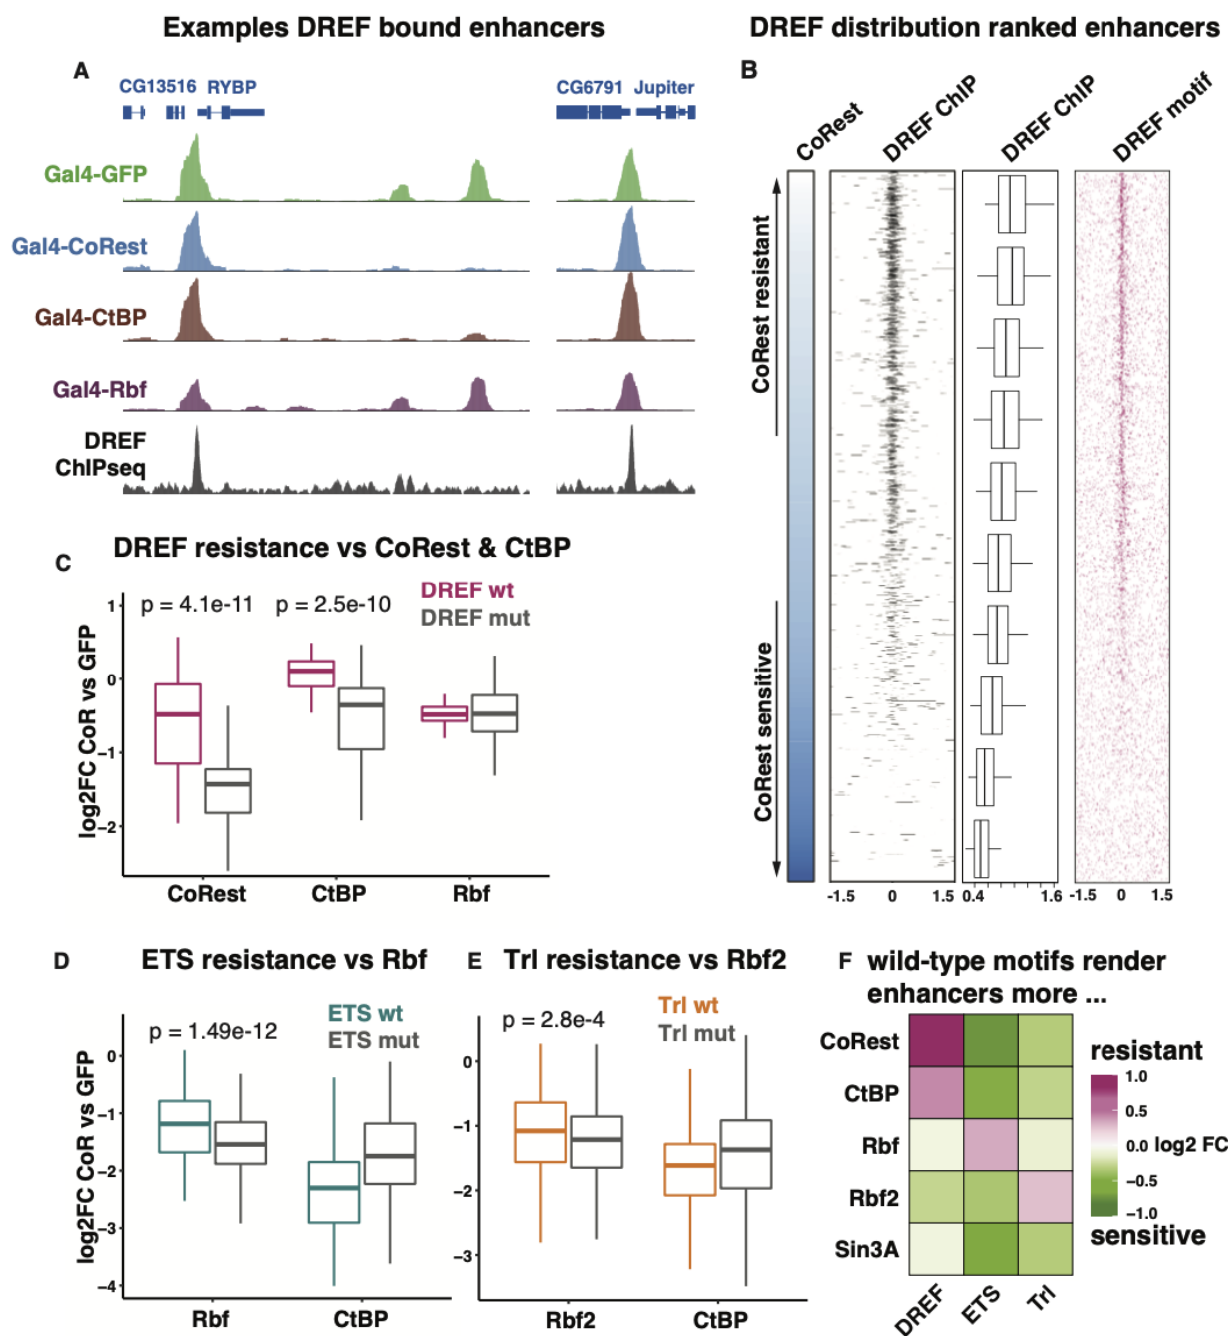 Examples DREF bound enhancers
A
CG13516 RYBP
CG6791 Jupiter
Gal4-GFP
Gal4-CoRest
Gal4-CtBP
Gal4-Rbf
DREF
ChIPseq
DREF distribution ranked enhancers
B
CoRest
DREF ChIP
DREF ChIP
DREF motif
CoRest resistant
CoRest sensitive
-1.5 0 1.5
0.4 1.6
-1.5 0 1.5
C
DREF resistance vs CoRest & CtBP
DREF wt
DREF mut
p = 4.1e-11
p = 2.5e-10
log2FC CoR vs GFP
1
0
−1
−2
CoRest CtBP Rbf
D
ETS resistance vs Rbf
ETS wt
ETS mut
p = 1.49e-12
log2FC CoR vs GFP
0
−1
−2
−3
−4
Rbf CtBP
E
Trl resistance vs Rbf2
Trl wt
Trl mut
p = 2.8e-4
0
−1
−2
−3
Rbf2 CtBP
F
wild-type motifs render
enhancers more ...
CoRest
CtBP
Rbf
Rbf2
Sin3A
DREF
ETS
Trl
resistant
1.0
0.5
0.0 log2 FC
−0.5
−1.0
sensitive